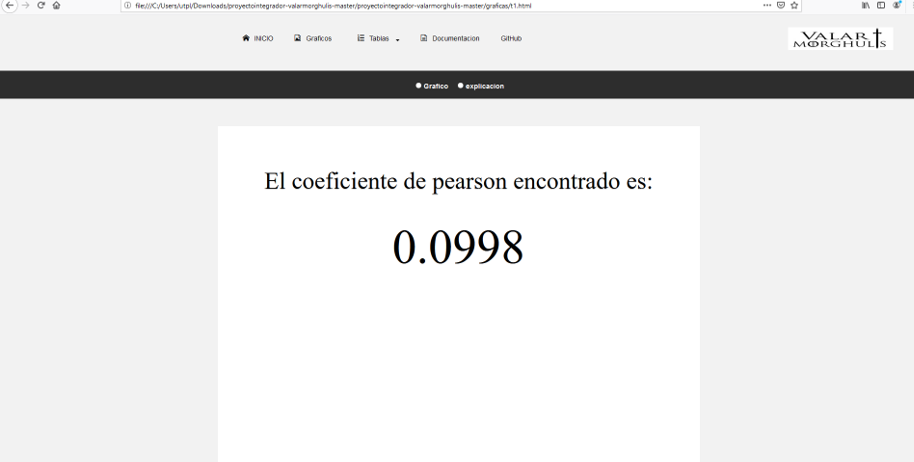 file:///C:/Users/utpl/Downloads/proyectointegrador-valarmorghulis-master/proyectointegrador-valarmorghulis-master/graficas/t1.html
INICIO Graficos Tablas Documentacion GitHub
VALAR
MORGHULIS
Grafico explicacion
El coeficiente de pearson encontrado es:
0.0998